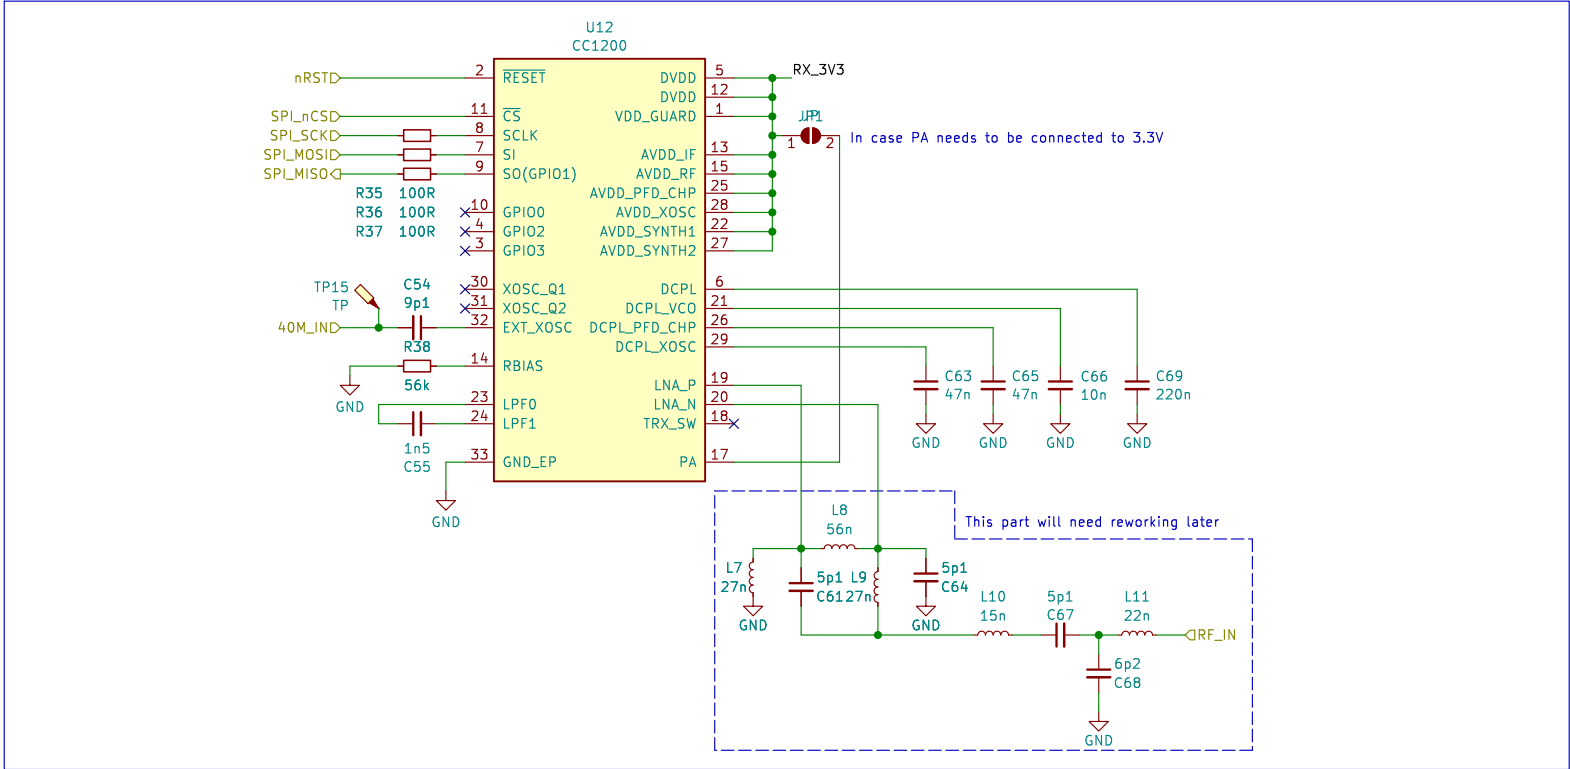 U12
CC1200
nRST
SPI_nCS
SPI_SCK
SPI_MOSI
SPI_MISO
R35 100R
R36 100R
R37 100R
TP15
TP
C54
9p1
40M_IN
R38
56k
GND
1n5
C55
GND
2 RESET
11 CS
8 SCLK
7 SI
9 SO(GPIO1)
10 GPIO0
4 GPIO2
3 GPIO3
30 XOSC_Q1
31 XOSC_Q2
32 EXT_XOSC
14 RBIAS
23 LPF0
24 LPF1
33 GND_EP
DVDD 5
DVDD 12
VDD_GUARD 1
AVDD_IF 13
AVDD_RF 15
AVDD_PFD_CHP 25
AVDD_XOSC 28
AVDD_SYNTH1 22
AVDD_SYNTH2 27
DCPL 6
DCPL_VCO 21
DCPL_PFD_CHP 26
DCPL_XOSC 29
LNA_P 19
LNA_N 20
TRX_SW 18
PA 17
RX_3V3
JP1
1 2
In case PA needs to be connected to 3.3V
C63
47n
GND
C65
47n
GND
C66
10n
GND
C69
220n
GND
This part will need reworking later
L8
56n
L7
27n
GND
5p1
C61
L9
27n
5p1
C64
GND
L10
15n
5p1
C67
L11
22n
RF_IN
6p2
C68
GND